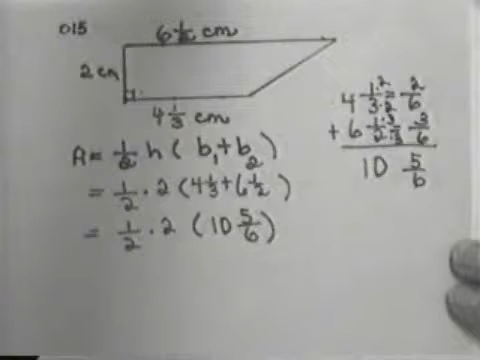 015
6 1/2 cm
2 cm
4 1/3 cm
A = 1/2 h ( b₁ + b₂ )
= 1/2 · 2 ( 4 1/3 + 6 1/2 )
= 1/2 · 2 ( 10 5/6 )
4 1/3 ·2/·2 = 2/6
+ 6 1/2 ·3/·3 = 3/6
10 5/6